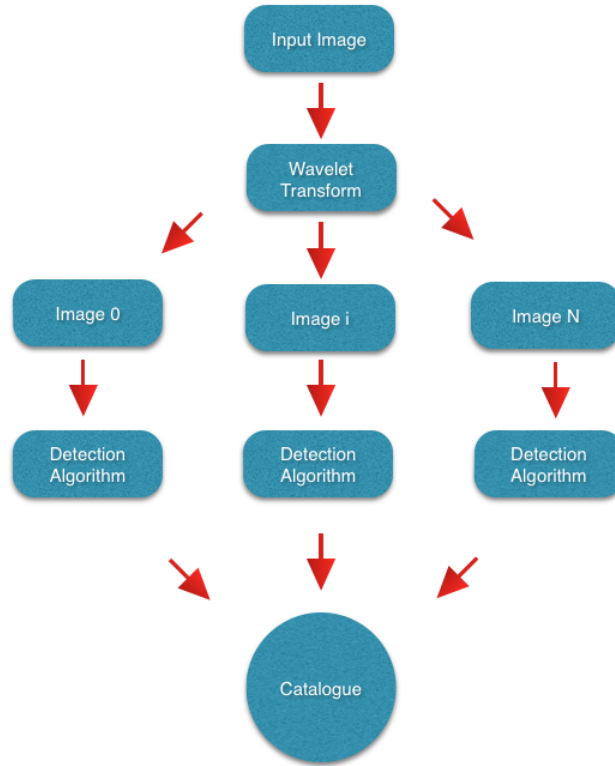 Input Image
Wavelet
Transform
Image 0
Image i
Image N
Detection
Algorithm
Detection
Algorithm
Detection
Algorithm
Catalogue